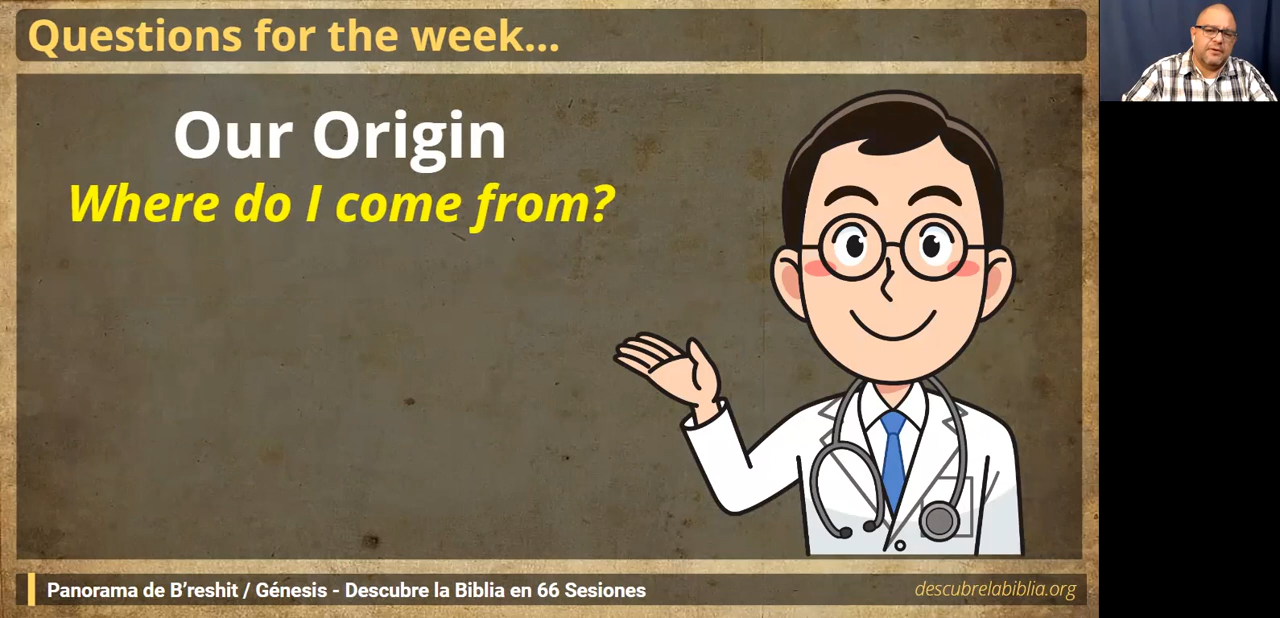 Questions for the week...
Our Origin
Where do I come from?
Panorama de B’reshit / Génesis - Descubre la Biblia en 66 Sesiones
descubrelabiblia.org